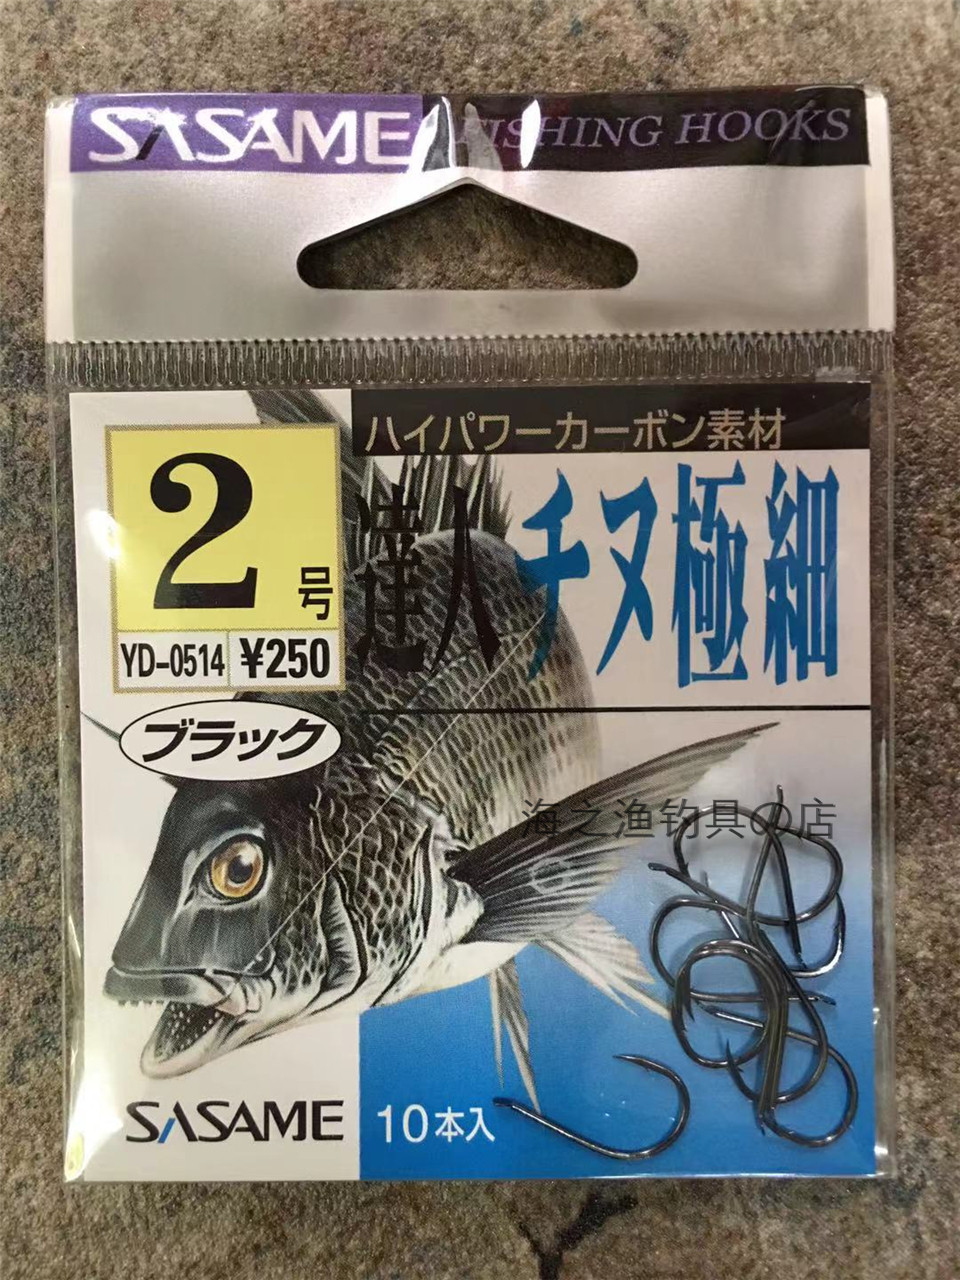 SASAME FISHING HOOKS
ハイパワーカーボン素材
2号
達人チヌ極細
YD-0514 ¥250
ブラック
海之渔钓具の店
SASAME
10本入